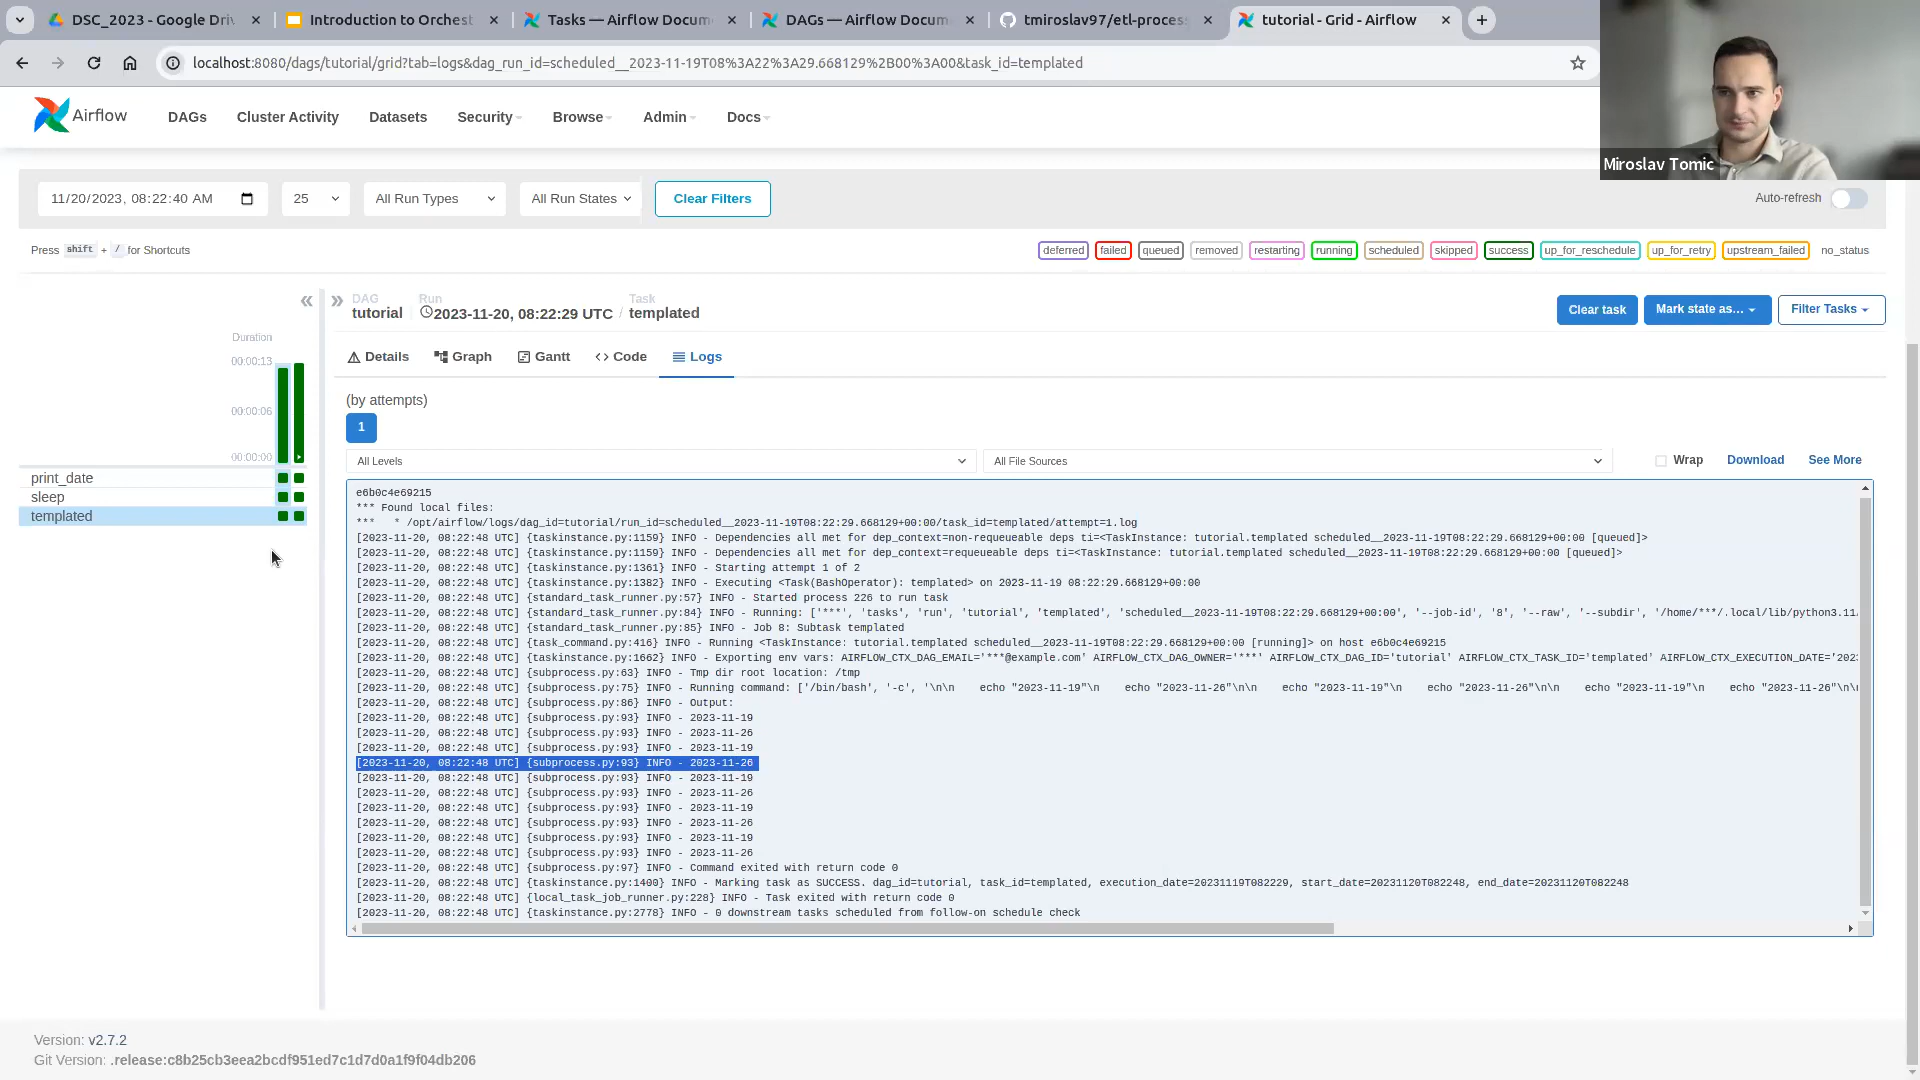 DSC_2023 - Google Driv
Introduction to Orchest
Tasks — Airflow Docum
DAGs — Airflow Docum
tmiroslav97/etl-process
tutorial - Grid - Airflow
localhost:8080/dags/tutorial/grid?tab=logs&dag_run_id=scheduled__2023-11-19T08%3A22%3A29.668129%2B00%3A00&task_id=templated
Airflow DAGs Cluster Activity Datasets Security Browse Admin Docs
Miroslav Tomic
11/20/2023, 08:22:40 AM 25 All Run Types All Run States Clear Filters Auto-refresh
Press shift + / for Shortcuts deferred failed queued removed restarting running scheduled skipped success up_for_reschedule up_for_retry upstream_failed no_status
DAG Run Task
tutorial / 2023-11-20, 08:22:29 UTC / templated Clear task Mark state as... Filter Tasks
Duration
00:00:13
00:00:06
00:00:00
print_date
sleep
templated
Details Graph Gantt Code Logs
(by attempts)
1
All Levels All File Sources Wrap Download See More
e6b0c4e69215
*** Found local files:
***   * /opt/airflow/logs/dag_id=tutorial/run_id=scheduled__2023-11-19T08:22:29.668129+00:00/task_id=templated/attempt=1.log
[2023-11-20, 08:22:48 UTC] {taskinstance.py:1159} INFO - Dependencies all met for dep_context=non-requeueable deps ti=<TaskInstance: tutorial.templated scheduled__2023-11-19T08:22:29.668129+00:00 [queued]>
[2023-11-20, 08:22:48 UTC] {taskinstance.py:1159} INFO - Dependencies all met for dep_context=requeueable deps ti=<TaskInstance: tutorial.templated scheduled__2023-11-19T08:22:29.668129+00:00 [queued]>
[2023-11-20, 08:22:48 UTC] {taskinstance.py:1361} INFO - Starting attempt 1 of 2
[2023-11-20, 08:22:48 UTC] {taskinstance.py:1382} INFO - Executing <Task(BashOperator): templated> on 2023-11-19 08:22:29.668129+00:00
[2023-11-20, 08:22:48 UTC] {standard_task_runner.py:57} INFO - Started process 226 to run task
[2023-11-20, 08:22:48 UTC] {standard_task_runner.py:84} INFO - Running: ['***', 'tasks', 'run', 'tutorial', 'templated', 'scheduled__2023-11-19T08:22:29.668129+00:00', '--job-id', '8', '--raw', '--subdir', '/home/***/.local/lib/python3.11/
[2023-11-20, 08:22:48 UTC] {standard_task_runner.py:85} INFO - Job 8: Subtask templated
[2023-11-20, 08:22:48 UTC] {task_command.py:416} INFO - Running <TaskInstance: tutorial.templated scheduled__2023-11-19T08:22:29.668129+00:00 [running]> on host e6b0c4e69215
[2023-11-20, 08:22:48 UTC] {taskinstance.py:1662} INFO - Exporting env vars: AIRFLOW_CTX_DAG_EMAIL='***@example.com' AIRFLOW_CTX_DAG_OWNER='***' AIRFLOW_CTX_DAG_ID='tutorial' AIRFLOW_CTX_TASK_ID='templated' AIRFLOW_CTX_EXECUTION_DATE='202
[2023-11-20, 08:22:48 UTC] {subprocess.py:63} INFO - Tmp dir root location: /tmp
[2023-11-20, 08:22:48 UTC] {subprocess.py:75} INFO - Running command: ['/bin/bash', '-c', '\n\n    echo "2023-11-19"\n    echo "2023-11-26"\n\n    echo "2023-11-19"\n    echo "2023-11-26"\n\n    echo "2023-11-19"\n    echo "2023-11-26"\n\n
[2023-11-20, 08:22:48 UTC] {subprocess.py:86} INFO - Output:
[2023-11-20, 08:22:48 UTC] {subprocess.py:93} INFO - 2023-11-19
[2023-11-20, 08:22:48 UTC] {subprocess.py:93} INFO - 2023-11-26
[2023-11-20, 08:22:48 UTC] {subprocess.py:93} INFO - 2023-11-19
[2023-11-20, 08:22:48 UTC] {subprocess.py:93} INFO - 2023-11-26
[2023-11-20, 08:22:48 UTC] {subprocess.py:93} INFO - 2023-11-19
[2023-11-20, 08:22:48 UTC] {subprocess.py:93} INFO - 2023-11-26
[2023-11-20, 08:22:48 UTC] {subprocess.py:93} INFO - 2023-11-19
[2023-11-20, 08:22:48 UTC] {subprocess.py:93} INFO - 2023-11-26
[2023-11-20, 08:22:48 UTC] {subprocess.py:93} INFO - 2023-11-19
[2023-11-20, 08:22:48 UTC] {subprocess.py:93} INFO - 2023-11-26
[2023-11-20, 08:22:48 UTC] {subprocess.py:97} INFO - Command exited with return code 0
[2023-11-20, 08:22:48 UTC] {taskinstance.py:1400} INFO - Marking task as SUCCESS. dag_id=tutorial, task_id=templated, execution_date=20231119T082229, start_date=20231120T082248, end_date=20231120T082248
[2023-11-20, 08:22:48 UTC] {local_task_job_runner.py:228} INFO - Task exited with return code 0
[2023-11-20, 08:22:48 UTC] {taskinstance.py:2778} INFO - 0 downstream tasks scheduled from follow-on schedule check
Version: v2.7.2
Git Version: .release:c8b25cb3eea2bcdf951ed7c1d7d0a1f9f04db206